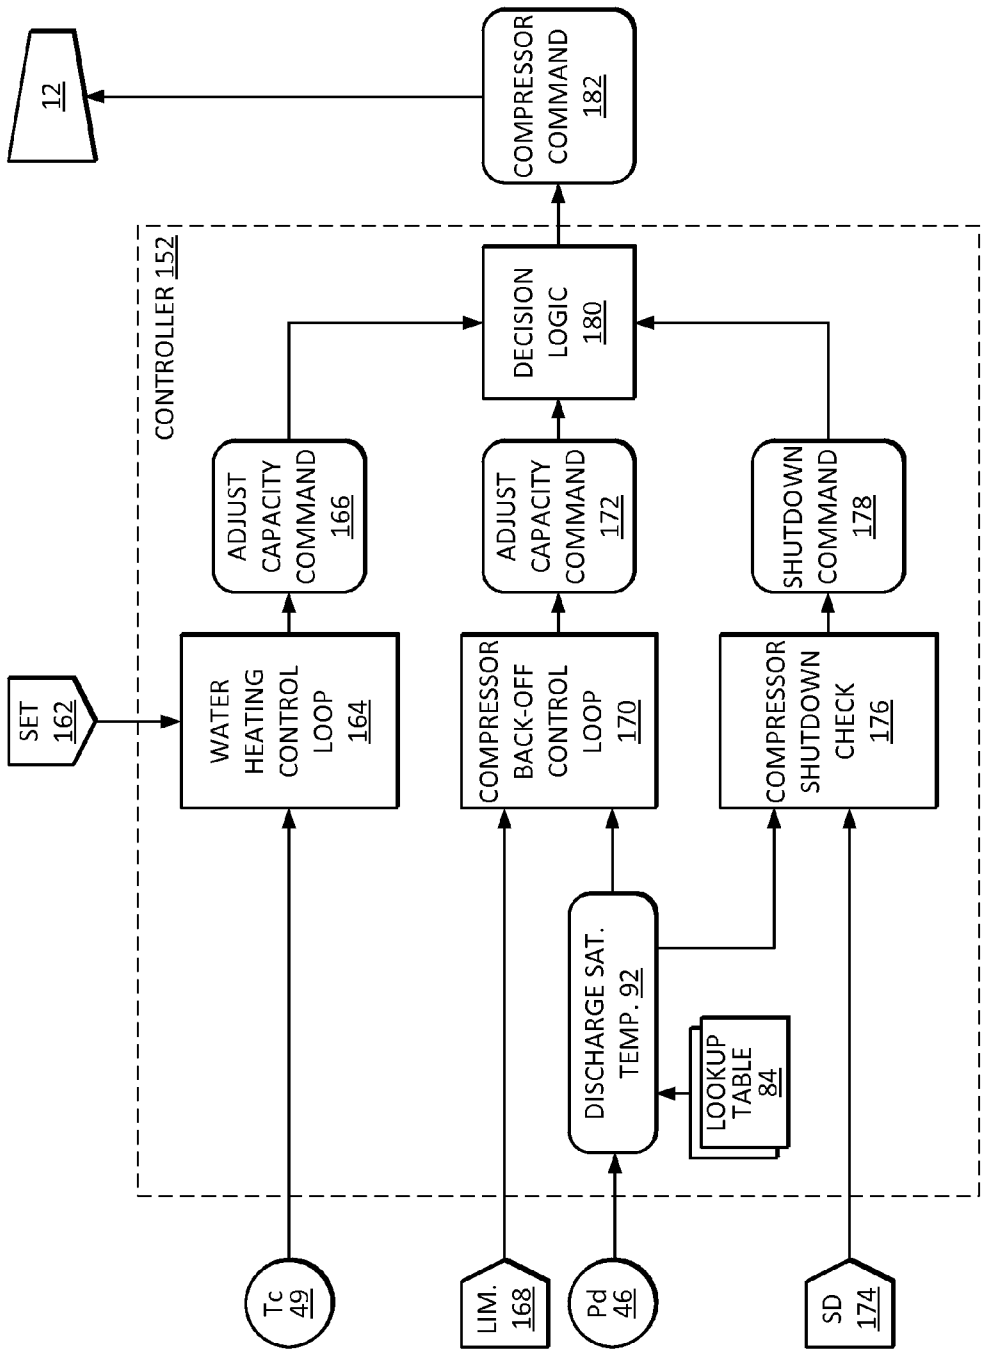 SET
162
12
CONTROLLER 152
Tc
49
WATER
HEATING
CONTROL
LOOP
164
ADJUST
CAPACITY
COMMAND
166
LIM.
168
COMPRESSOR
BACK-OFF
CONTROL
LOOP
170
ADJUST
CAPACITY
COMMAND
172
DECISION
LOGIC
180
COMPRESSOR
COMMAND
182
Pd
46
DISCHARGE SAT.
TEMP. 92
LOOKUP
TABLE
84
SD
174
COMPRESSOR
SHUTDOWN
CHECK
176
SHUTDOWN
COMMAND
178